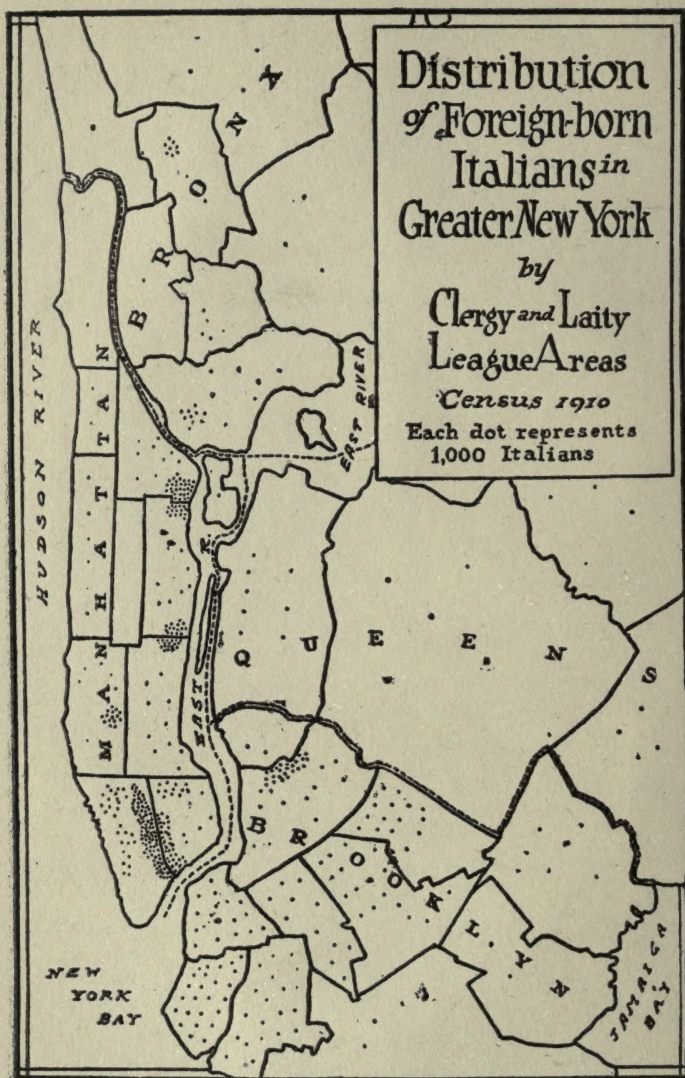 Distribution
of Foreign-born
Italians in
Greater New York
by
Clergy and Laity
League Areas
Census 1910
Each dot represents
1,000 Italians
BRONX
HUDSON RIVER
MANHATTAN
EAST RIVER
EAST R
QUEENS
BROOKLYN
NEW
YORK
BAY
JAMAICA
BAY